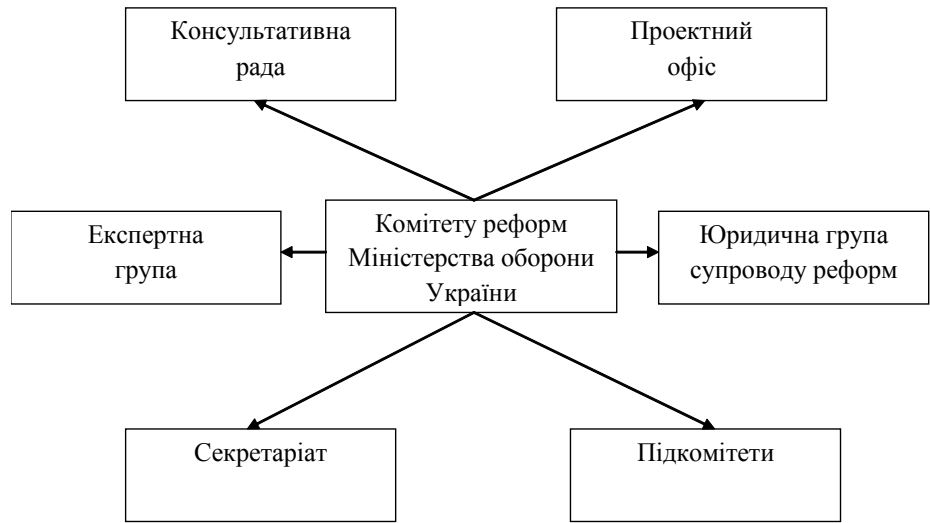 Консультативна
рада
Проектний
офіс
Експертна
група
Комітету реформ
Міністерства оборони
України
Юридична група
супроводу реформ
Секретаріат
Підкомітети